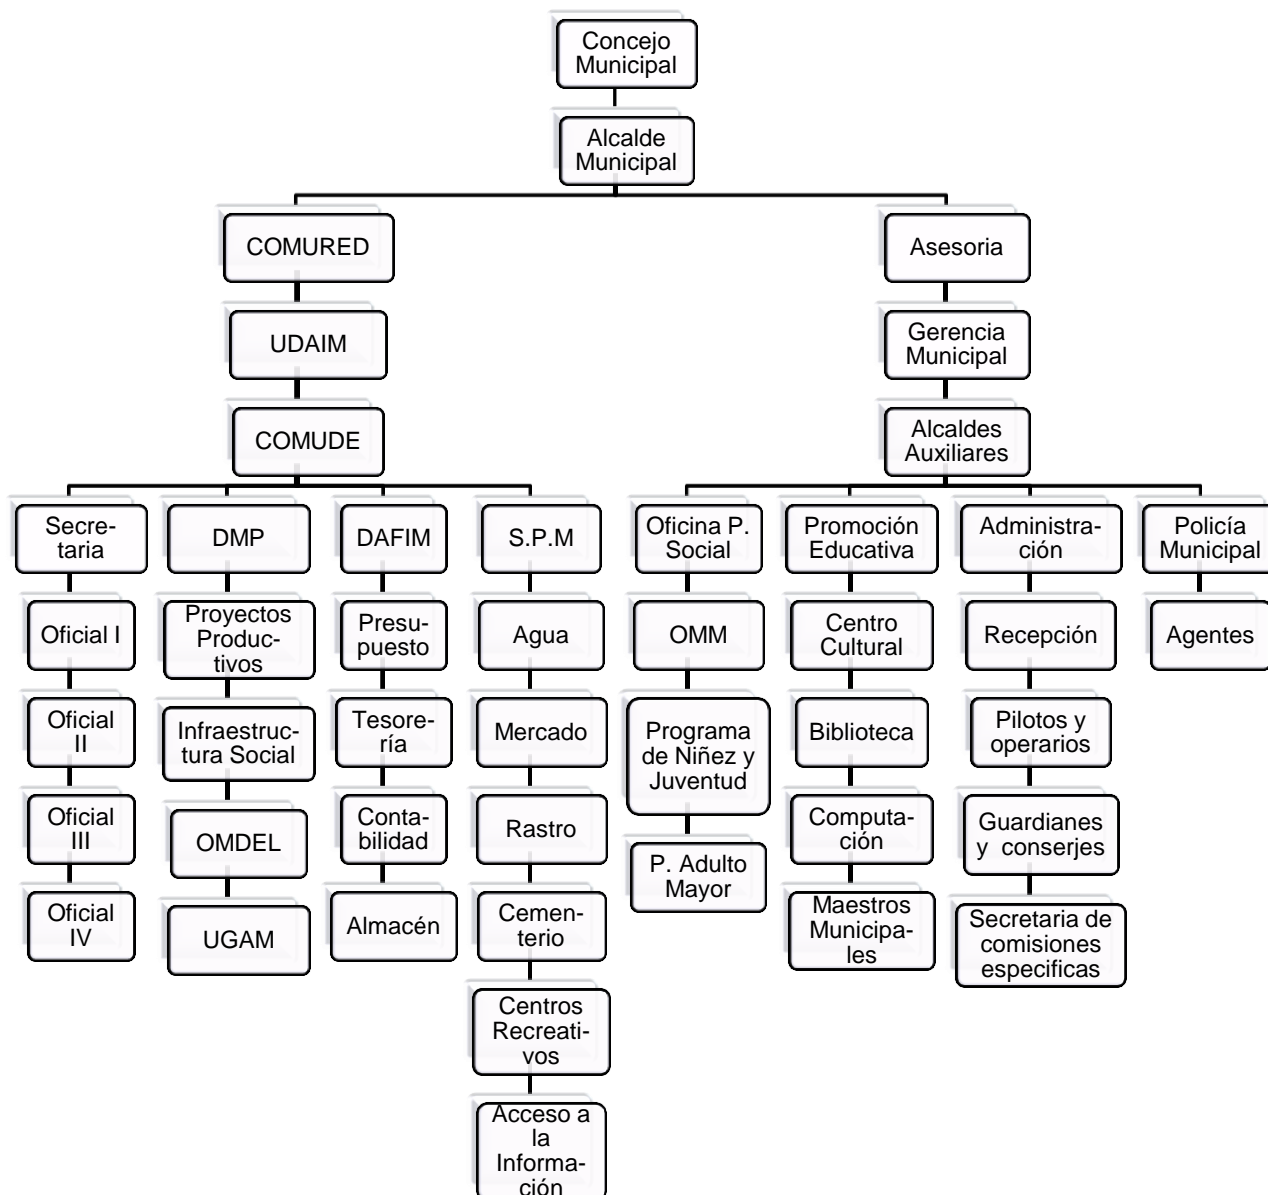 Concejo
Municipal
Alcalde
Municipal
COMURED
Asesoria
UDAIM
Gerencia
Municipal
COMUDE
Alcaldes
Auxiliares
Secre-
taria
DMP
DAFIM
S.P.M
Oficina P.
Social
Promoción
Educativa
Administra-
ción
Policía
Municipal
Oficial I
Proyectos
Produc-
tivos
Presu-
puesto
Agua
OMM
Centro
Cultural
Recepción
Agentes
Oficial
II
Infraestruc-
tura Social
Tesore-
ría
Mercado
Programa
de Niñez y
Juventud
Biblioteca
Pilotos y
operarios
Oficial
III
OMDEL
Conta-
bilidad
Rastro
P. Adulto
Mayor
Computa-
ción
Guardianes
y conserjes
Oficial
IV
UGAM
Almacén
Cemen-
terio
Maestros
Municipa-
les
Secretaria de
comisiones
especificas
Centros
Recreati-
vos
Acceso a
la
Informa-
ción